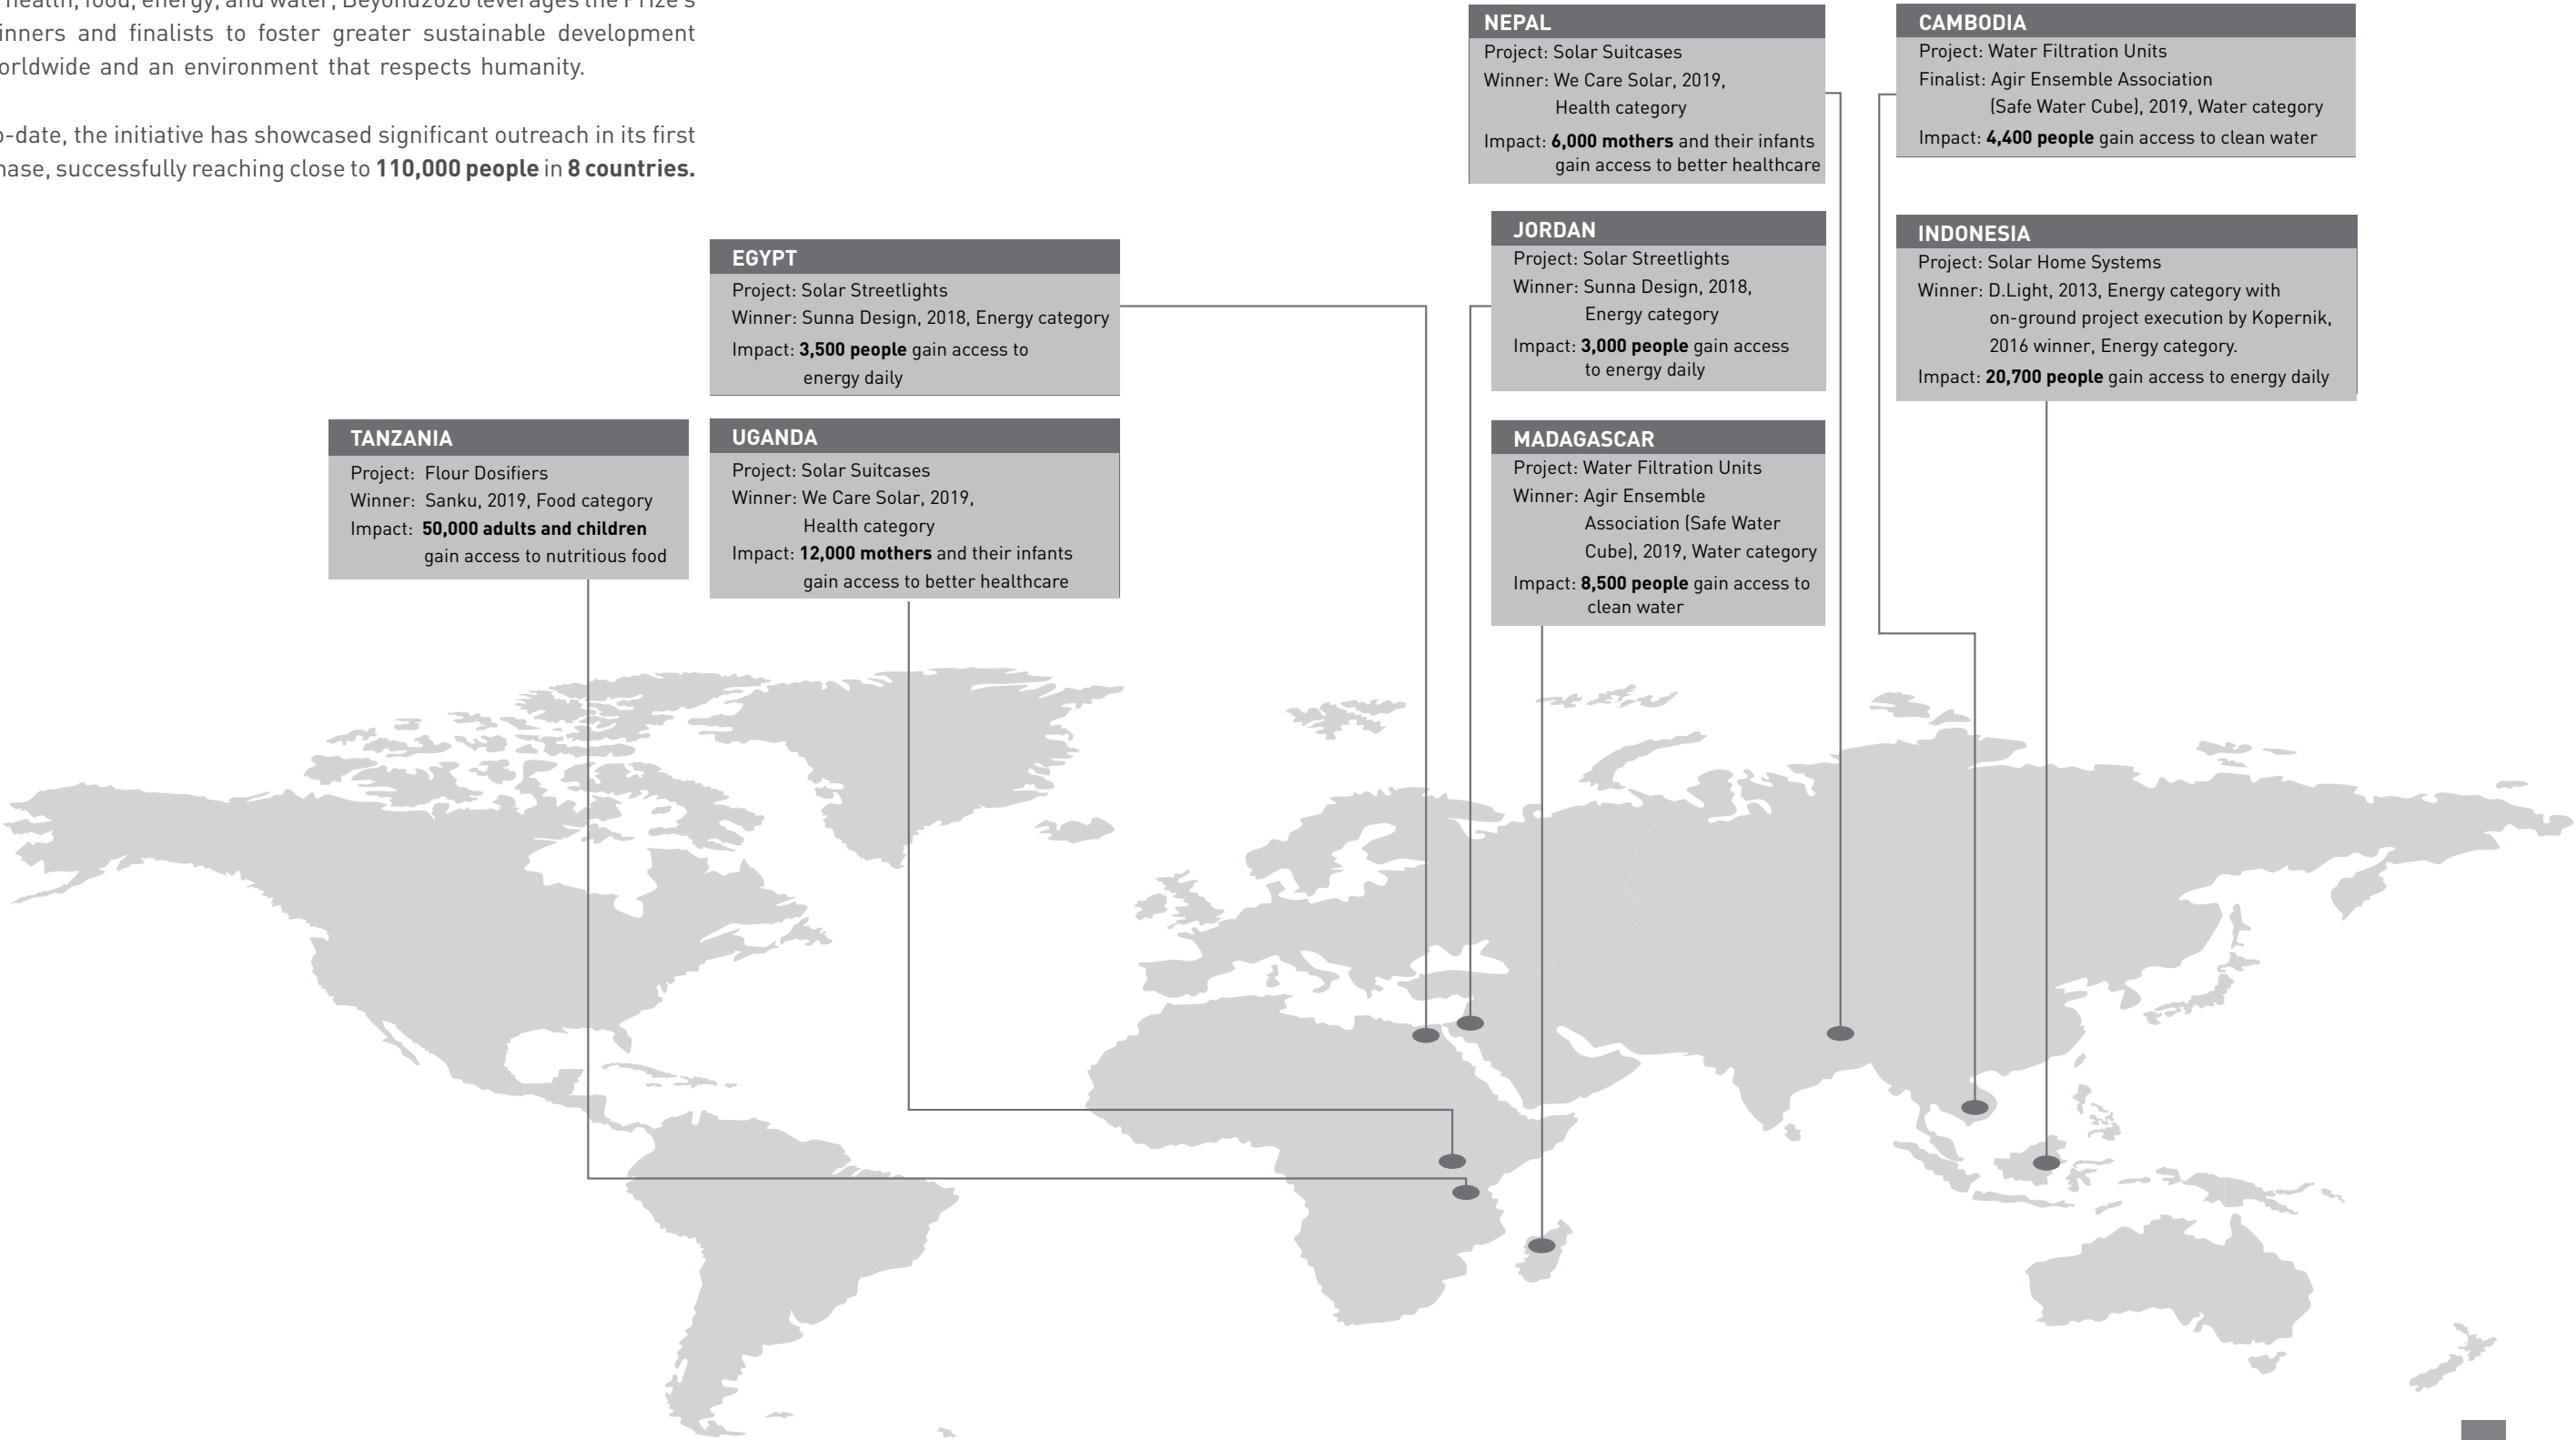 health, food, energy, and water, Beyond2020 leverages the Prize's
inners and finalists to foster greater sustainable development
orldwide and an environment that respects humanity.
o-date, the initiative has showcased significant outreach in its first
hase, successfully reaching close to 110,000 people in 8 countries.
NEPAL
Project: Solar Suitcases
Winner: We Care Solar, 2019,
Health category
Impact: 6,000 mothers and their infants
gain access to better healthcare
CAMBODIA
Project: Water Filtration Units
Finalist: Agir Ensemble Association
(Safe Water Cube), 2019, Water category
Impact: 4,400 people gain access to clean water
EGYPT
Project: Solar Streetlights
Winner: Sunna Design, 2018, Energy category
Impact: 3,500 people gain access to
energy daily
JORDAN
Project: Solar Streetlights
Winner: Sunna Design, 2018,
Energy category
Impact: 3,000 people gain access
to energy daily
INDONESIA
Project: Solar Home Systems
Winner: D.Light, 2013, Energy category with
on-ground project execution by Kopernik,
2016 winner, Energy category.
Impact: 20,700 people gain access to energy daily
TANZANIA
Project: Flour Dosifiers
Winner: Sanku, 2019, Food category
Impact: 50,000 adults and children
gain access to nutritious food
UGANDA
Project: Solar Suitcases
Winner: We Care Solar, 2019,
Health category
Impact: 12,000 mothers and their infants
gain access to better healthcare
MADAGASCAR
Project: Water Filtration Units
Winner: Agir Ensemble
Association (Safe Water
Cube), 2019, Water category
Impact: 8,500 people gain access to
clean water